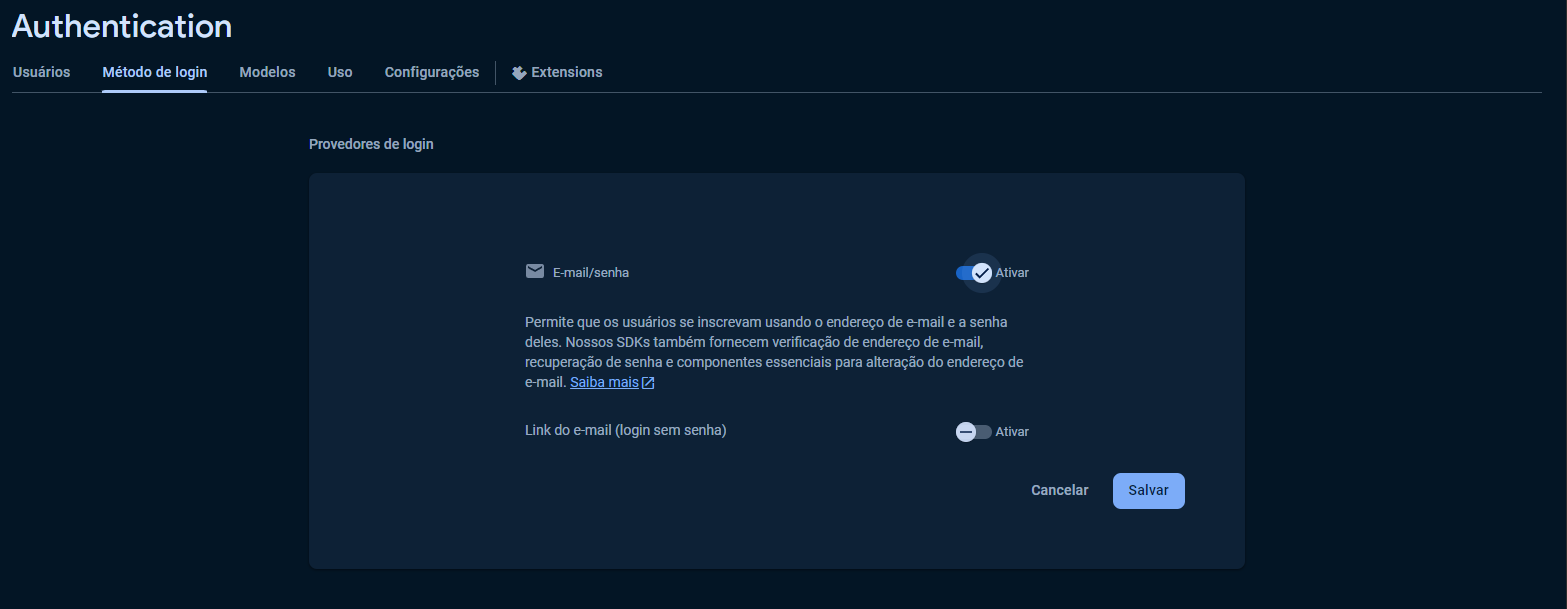 Authentication
Usuários Método de login Modelos Uso Configurações Extensions
Provedores de login
E-mail/senha Ativar
Permite que os usuários se inscrevam usando o endereço de e-mail e a senha
deles. Nossos SDKs também fornecem verificação de endereço de e-mail,
recuperação de senha e componentes essenciais para alteração do endereço de
e-mail. Saiba mais
Link do e-mail (login sem senha) Ativar
Cancelar Salvar